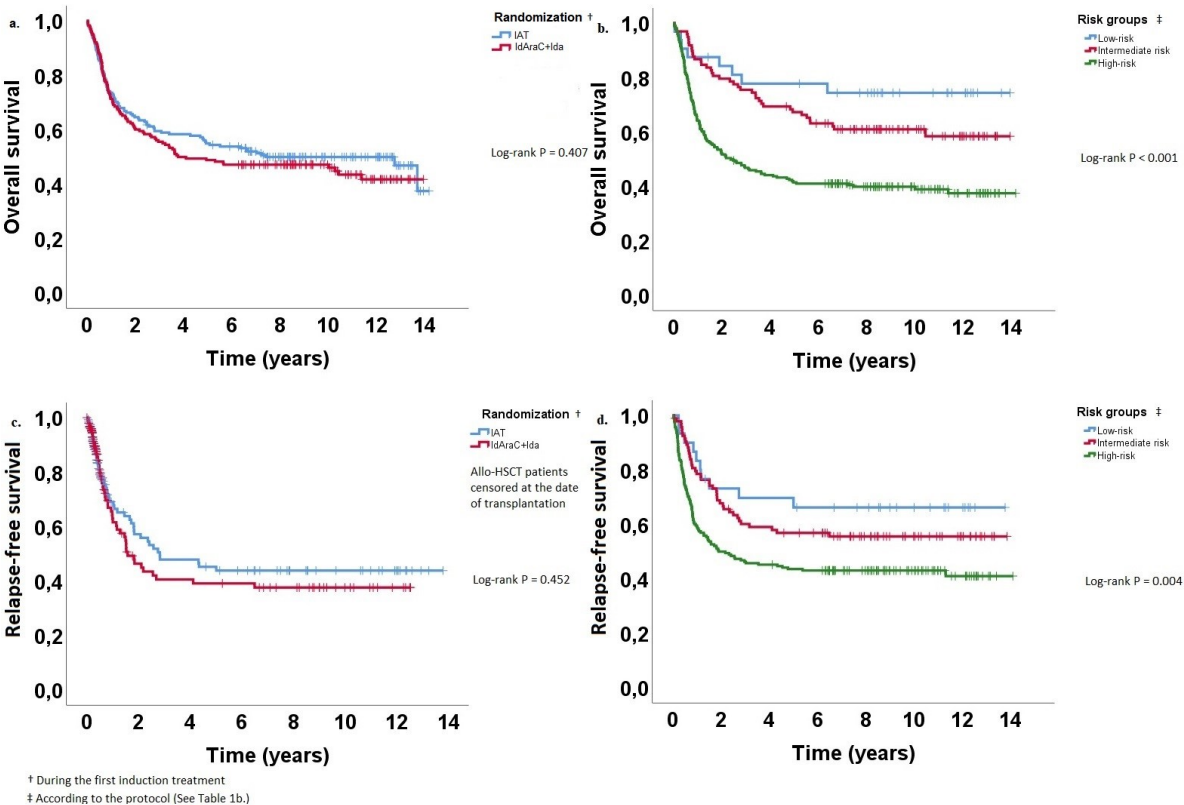 a.
Randomization †
IAT
IdAraC+Ida
Log-rank P = 0.407
Overall survival
1,0
0,8
0,6
0,4
0,2
0,0
0 2 4 6 8 10 12 14
Time (years)
b.
Risk groups ‡
Low-risk
Intermediate risk
High-risk
Log-rank P < 0.001
Overall survival
1,0
0,8
0,6
0,4
0,2
0,0
0 2 4 6 8 10 12 14
Time (years)
c.
Randomization †
IAT
IdAraC+Ida
Allo-HSCT patients
censored at the date
of transplantation
Log-rank P = 0.452
Relapse-free survival
1,0
0,8
0,6
0,4
0,2
0,0
0 2 4 6 8 10 12 14
Time (years)
d.
Risk groups ‡
Low-risk
Intermediate risk
High-risk
Log-rank P = 0.004
Relapse-free survival
1,0
0,8
0,6
0,4
0,2
0,0
0 2 4 6 8 10 12 14
Time (years)
† During the first induction treatment
‡ According to the protocol (See Table 1b.)